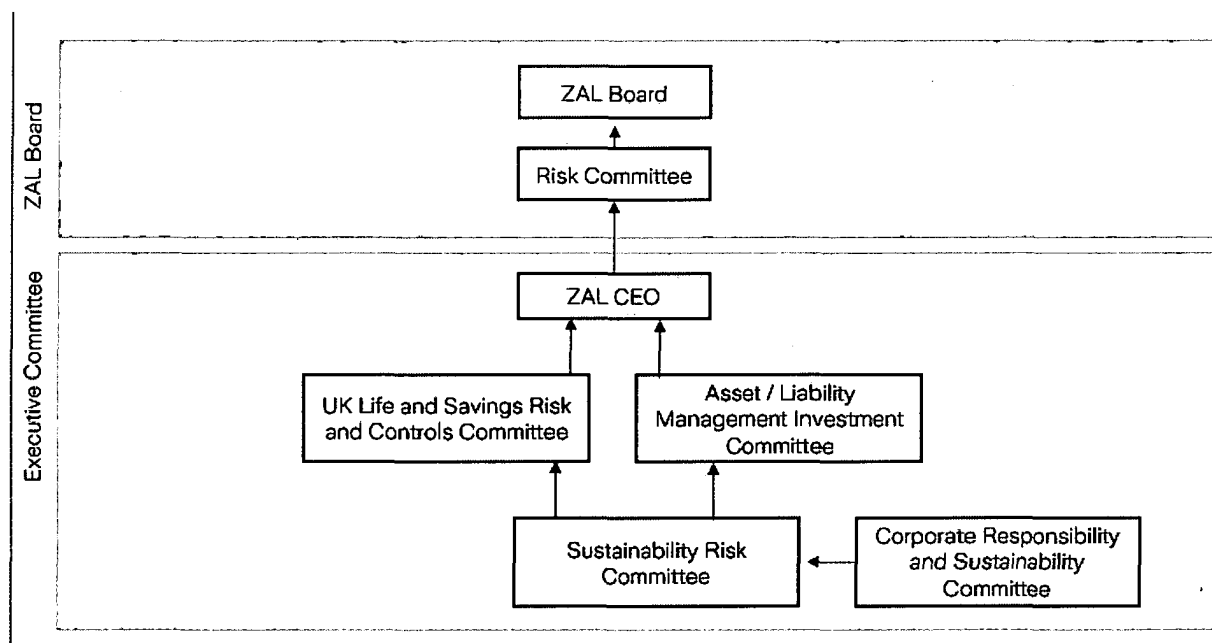 ZAL Board
ZAL Board
Risk Committee
Executive Committee
ZAL CEO
UK Life and Savings Risk
and Controls Committee
Asset / Liability
Management Investment
Committee
Sustainability Risk
Committee
Corporate Responsibility
and Sustainability
Committee